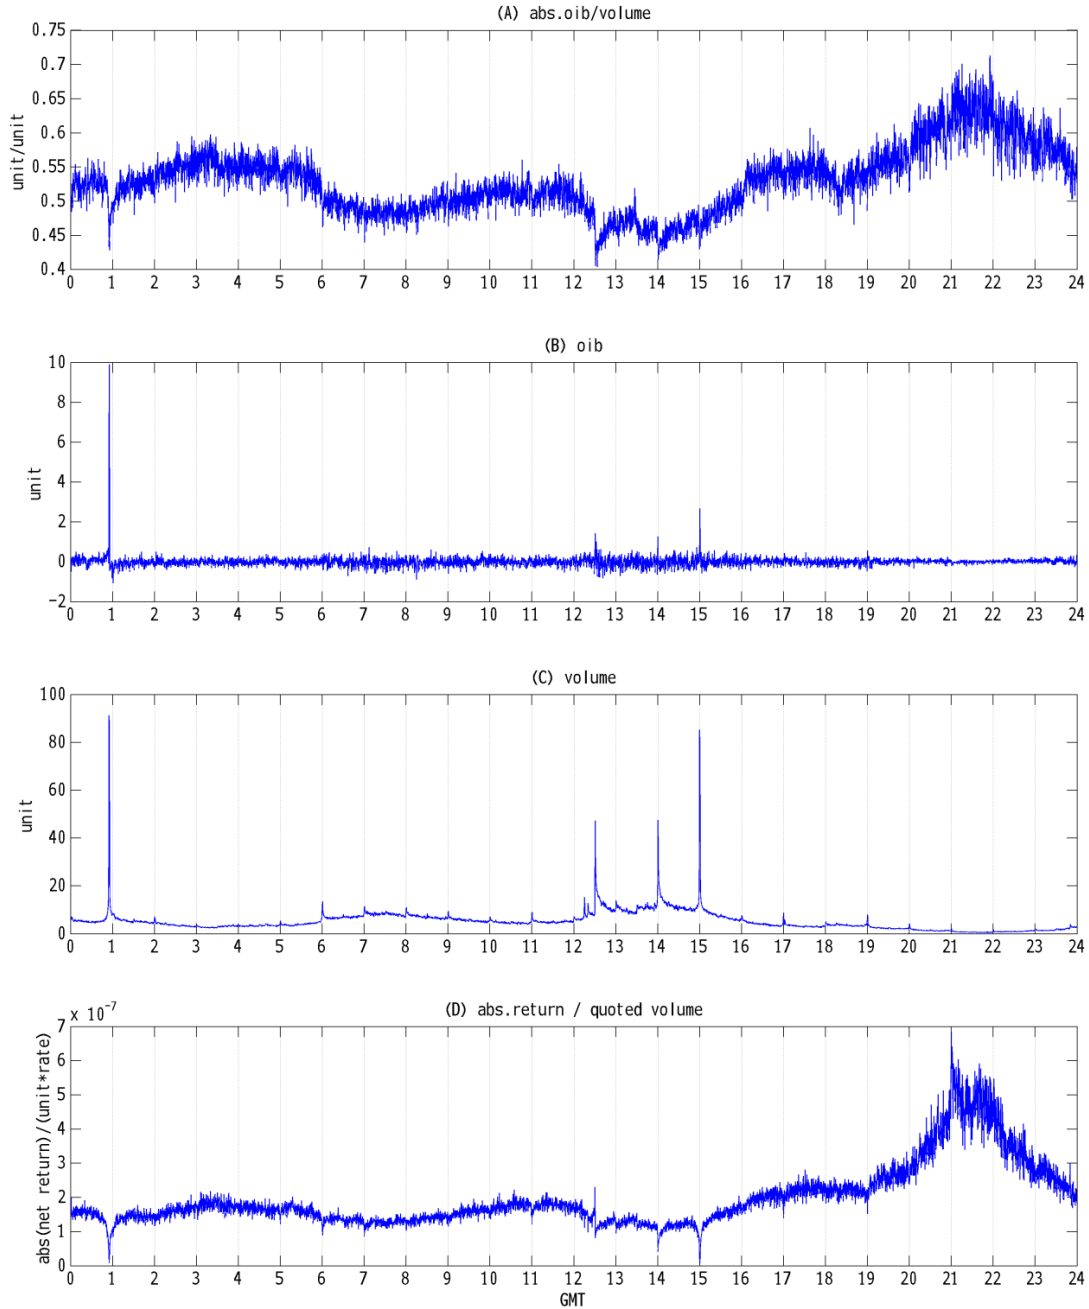 (A) abs.oib/volume
unit/unit
0.75
0.7
0.65
0.6
0.55
0.5
0.45
0.4
0 1 2 3 4 5 6 7 8 9 10 11 12 13 14 15 16 17 18 19 20 21 22 23 24
(B) oib
unit
10
8
6
4
2
0
−2
0 1 2 3 4 5 6 7 8 9 10 11 12 13 14 15 16 17 18 19 20 21 22 23 24
(C) volume
unit
100
80
60
40
20
0
0 1 2 3 4 5 6 7 8 9 10 11 12 13 14 15 16 17 18 19 20 21 22 23 24
(D) abs.return / quoted volume
x 10⁻⁷
abs(net return)/(unit*rate)
7
6
5
4
3
2
1
0
0 1 2 3 4 5 6 7 8 9 10 11 12 13 14 15 16 17 18 19 20 21 22 23 24
GMT